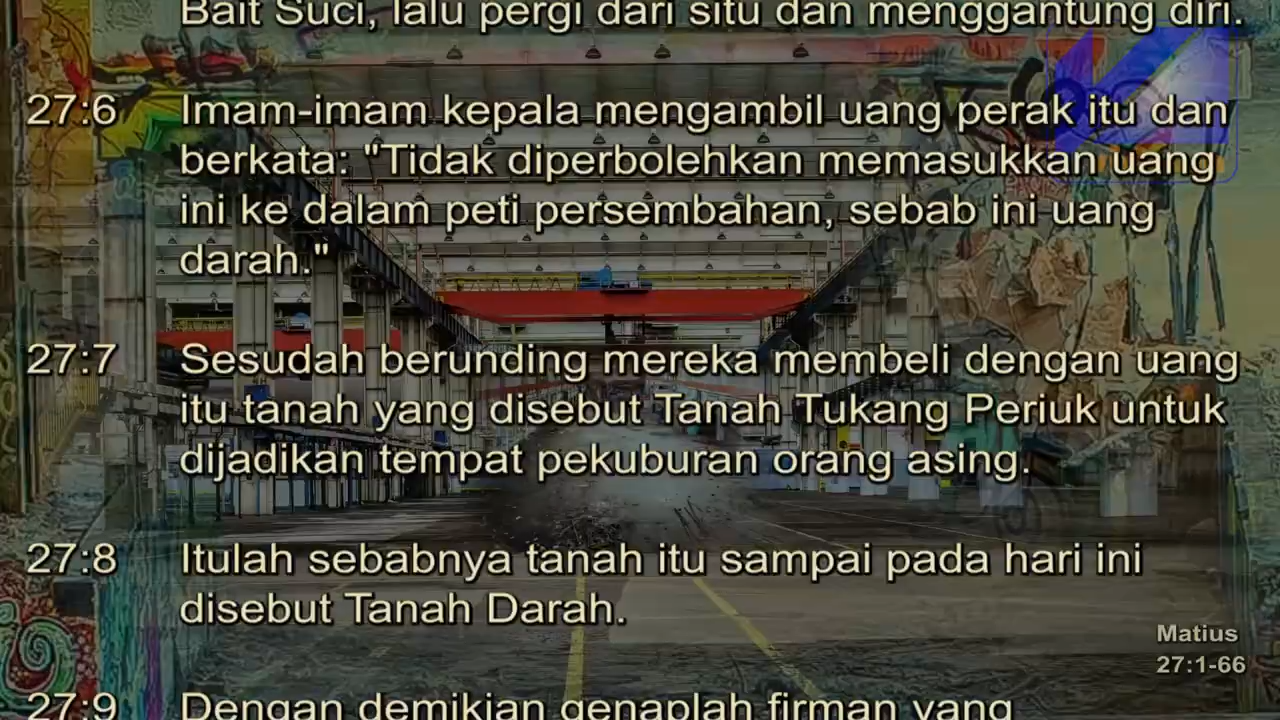 Bait Suci, lalu pergi dari situ dan menggantung diri.
27:6 Imam-imam kepala mengambil uang perak itu dan
berkata: "Tidak diperbolehkan memasukkan uang
ini ke dalam peti persembahan, sebab ini uang
darah."
27:7 Sesudah berunding mereka membeli dengan uang
itu tanah yang disebut Tanah Tukang Periuk untuk
dijadikan tempat pekuburan orang asing.
27:8 Itulah sebabnya tanah itu sampai pada hari ini
disebut Tanah Darah.
Matius
27:1-66
27:9 Dengan demikian genaplah firman yang